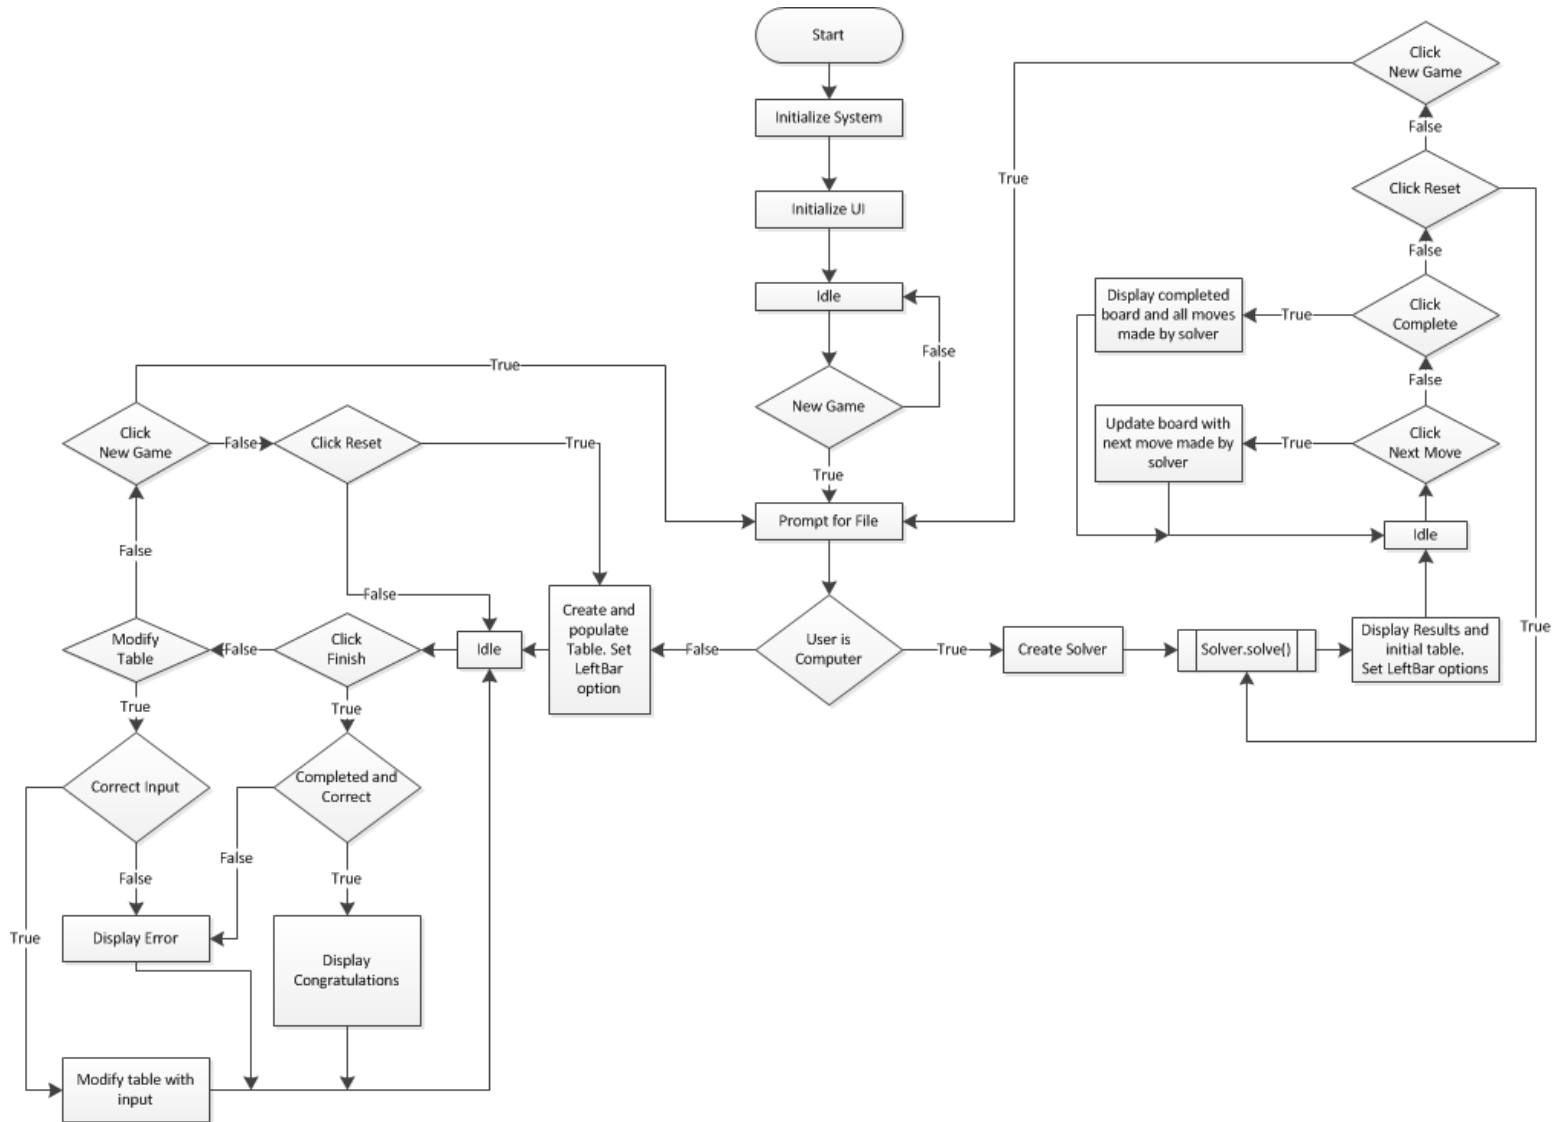 Start
Initialize System
Initialize UI
Idle
False
New Game
True
Prompt for File
User is
Computer
False
True
Create and
populate
Table. Set
LeftBar
option
Idle
Click
Finish
False
True
Modify
Table
False
True
Click
New Game
True
False
Click Reset
True
False
Correct Input
False
True
Completed and
Correct
False
True
Display Error
Display
Congratulations
Modify table with
input
Create Solver
Solver.solve()
Display Results and
initial table.
Set LeftBar options
Idle
Click
Next Move
True
Update board with
next move made by
solver
False
Click
Complete
True
Display completed
board and all moves
made by solver
False
Click Reset
True
False
Click
New Game
True